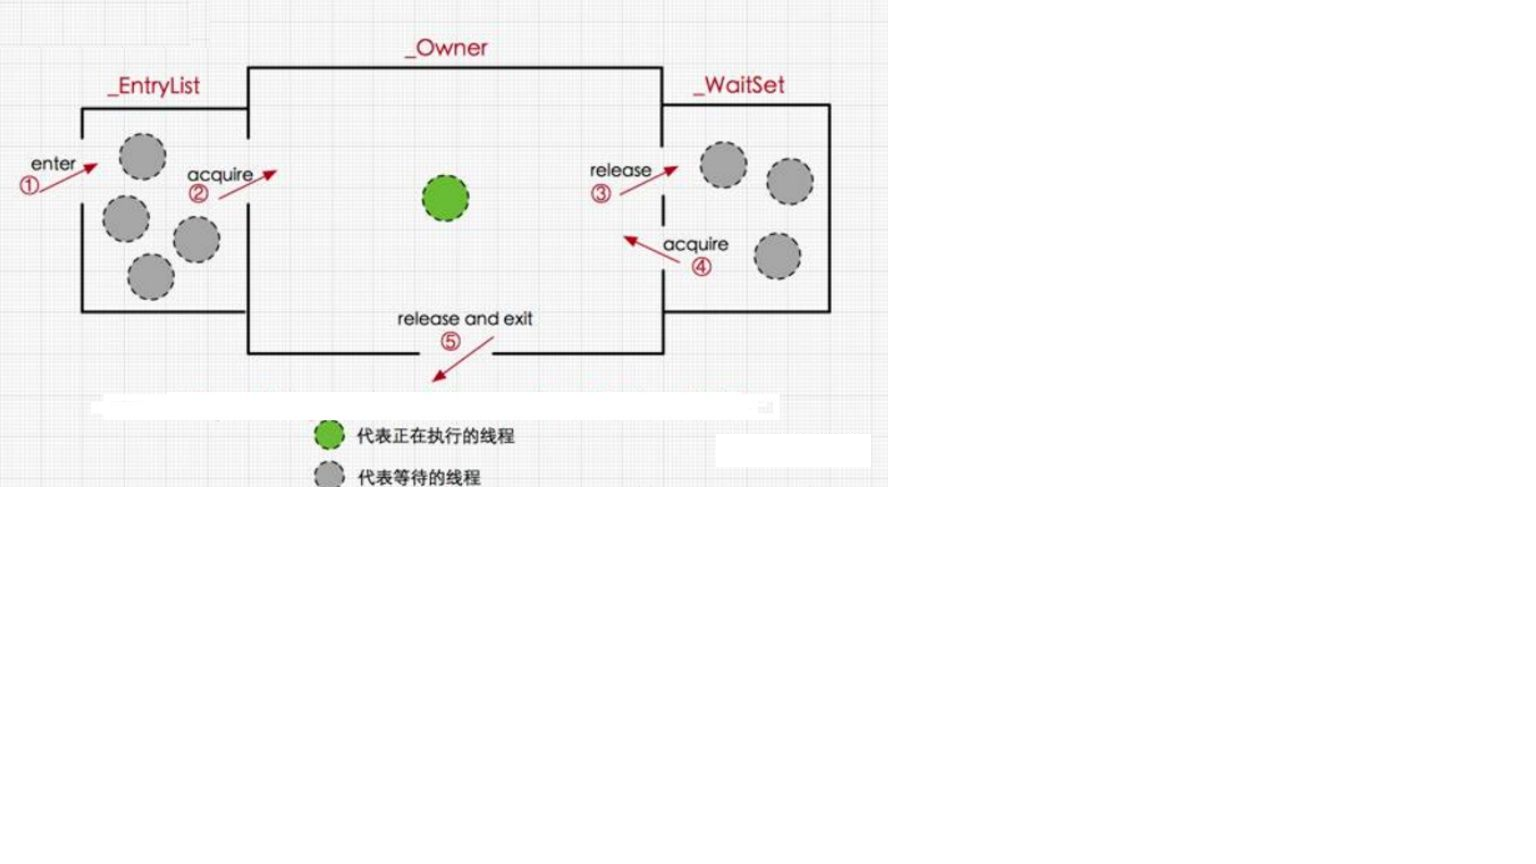 _Owner
_EntryList
_WaitSet
enter
①
acquire
②
release
③
acquire
④
release and exit
⑤
代表正在执行的线程
代表等待的线程